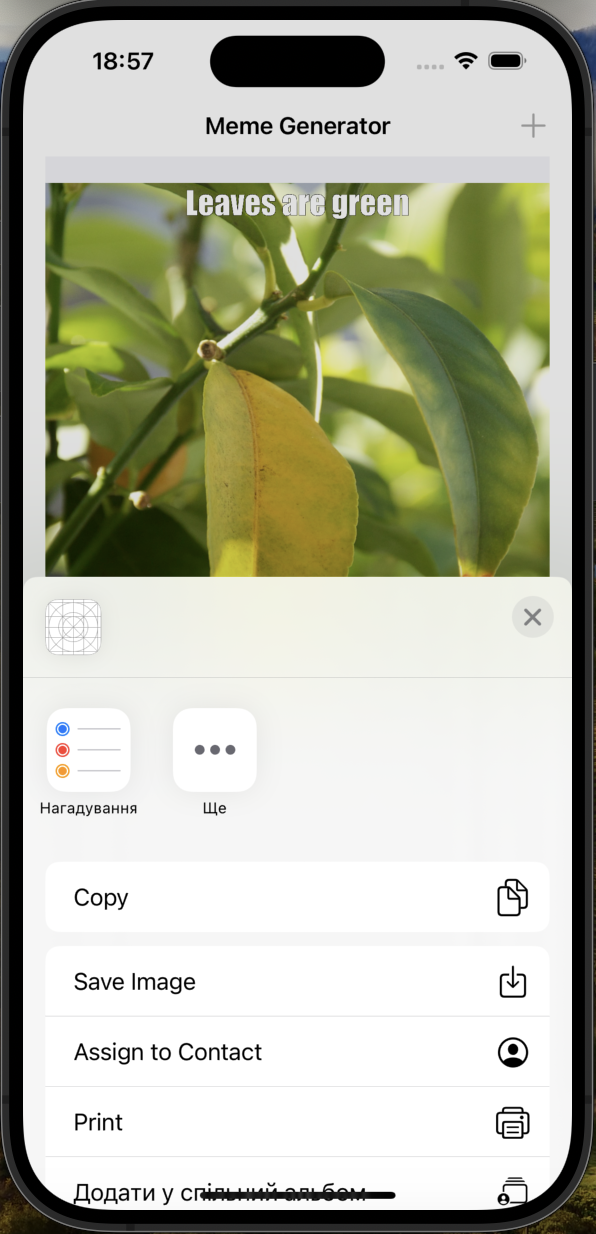 18:57
Meme Generator
Leaves are green
Нагадування
Ще
Copy
Save Image
Assign to Contact
Print
Додати у спільний альбом